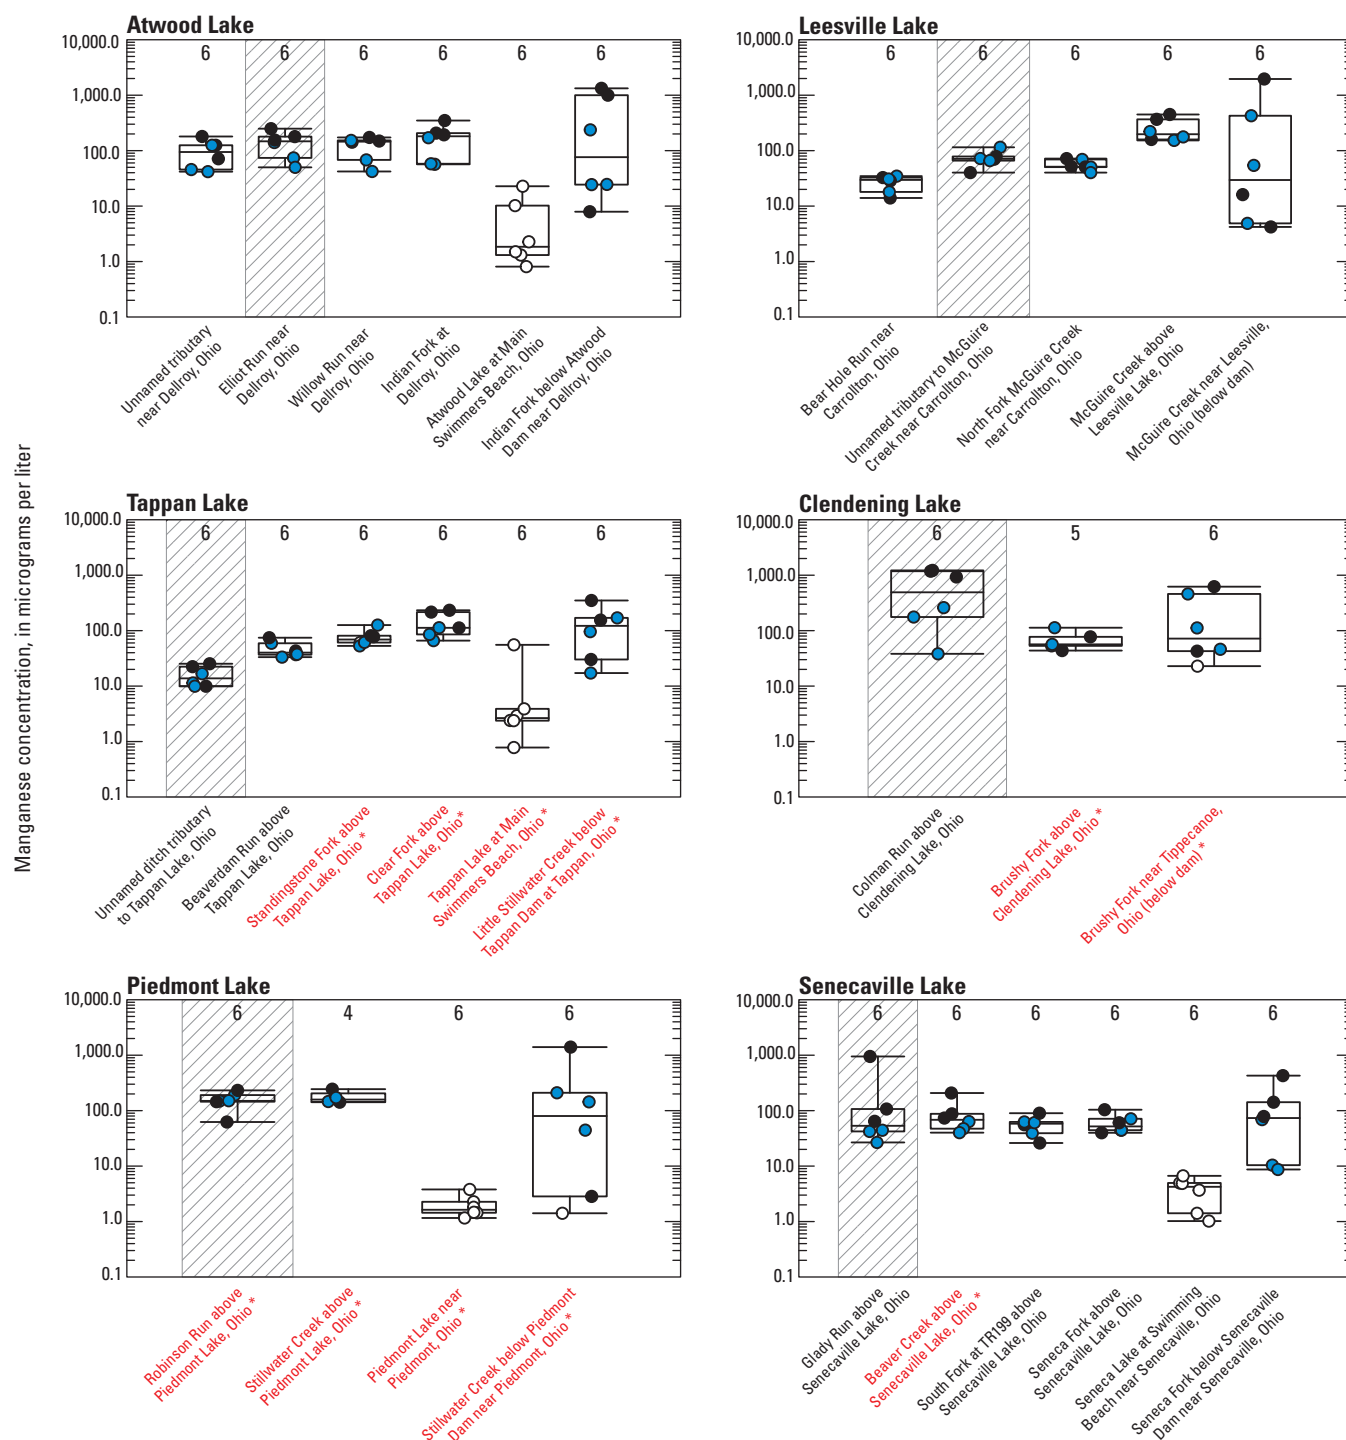 Manganese concentration, in micrograms per liter
Atwood Lake
10,000.0
1,000.0
100.0
10.0
1.0
0.1
6 6 6 6 6 6
Unnamed tributary
near Dellroy, Ohio
Elliot Run near
Dellroy, Ohio
Willow Run near
Dellroy, Ohio
Indian Fork at
Dellroy, Ohio
Atwood Lake at Main
Swimmers Beach, Ohio
Indian Fork below Atwood
Dam near Dellroy, Ohio
Leesville Lake
10,000.0
1,000.0
100.0
10.0
1.0
0.1
6 6 6 6 6
Bear Hole Run near
Carrollton, Ohio
Unnamed tributary to McGuire
Creek near Carrollton, Ohio
North Fork McGuire Creek
near Carrollton, Ohio
McGuire Creek above
Leesville Lake, Ohio
McGuire Creek near Leesville,
Ohio (below dam)
Tappan Lake
10,000.0
1,000.0
100.0
10.0
1.0
0.1
6 6 6 6 6 6
Unnamed ditch tributary
to Tappan Lake, Ohio
Beaverdam Run above
Tappan Lake, Ohio
Standingstone Fork above
Tappan Lake, Ohio *
Clear Fork above
Tappan Lake, Ohio*
Tappan Lake at Main
Swimmers Beach, Ohio *
Little Stillwater Creek below
Tappan Dam at Tappan, Ohio *
Clendening Lake
10,000.0
1,000.0
100.0
10.0
1.0
0.1
6 5 6
Colman Run above
Clendening Lake, Ohio
Brushy Fork above
Clendening Lake, Ohio *
Brushy Fork near Tippecanoe,
Ohio (below dam) *
Piedmont Lake
10,000.0
1,000.0
100.0
10.0
1.0
0.1
6 4 6 6
Robinson Run above
Piedmont Lake, Ohio *
Stillwater Creek above
Piedmont Lake, Ohio *
Piedmont Lake near
Piedmont, Ohio *
Stillwater Creek below Piedmont
Dam near Piedmont, Ohio *
Senecaville Lake
10,000.0
1,000.0
100.0
10.0
1.0
0.1
6 6 6 6 6 6
Glady Run above
Senecaville Lake, Ohio
Beaver Creek above
Senecaville Lake, Ohio *
South Fork at TR199 above
Senecaville Lake, Ohio
Seneca Fork above
Senecaville Lake, Ohio
Seneca Lake at Swimming
Beach near Senecaville, Ohio
Seneca Fork below Senecaville
Dam near Senecaville, Ohio